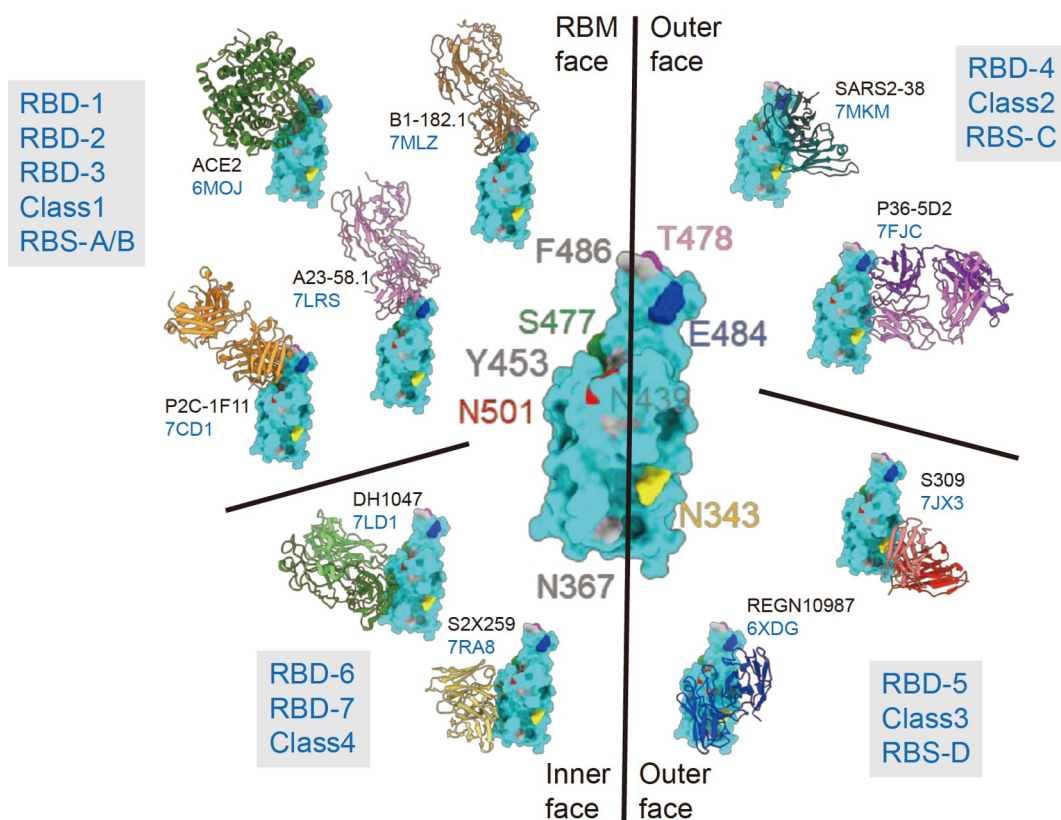 RBM
face
Outer
face
RBD-1
RBD-2
RBD-3
Class1
RBS-A/B
ACE2
6MOJ
B1-182.1
7MLZ
A23-58.1
7LRS
P2C-1F11
7CD1
SARS2-38
7MKM
RBD-4
Class2
RBS-C
P36-5D2
7FJC
F486
T478
S477
E484
Y453
N439
N501
N343
N367
DH1047
7LD1
S2X259
7RA8
RBD-6
RBD-7
Class4
S309
7JX3
REGN10987
6XDG
RBD-5
Class3
RBS-D
Inner
face
Outer
face